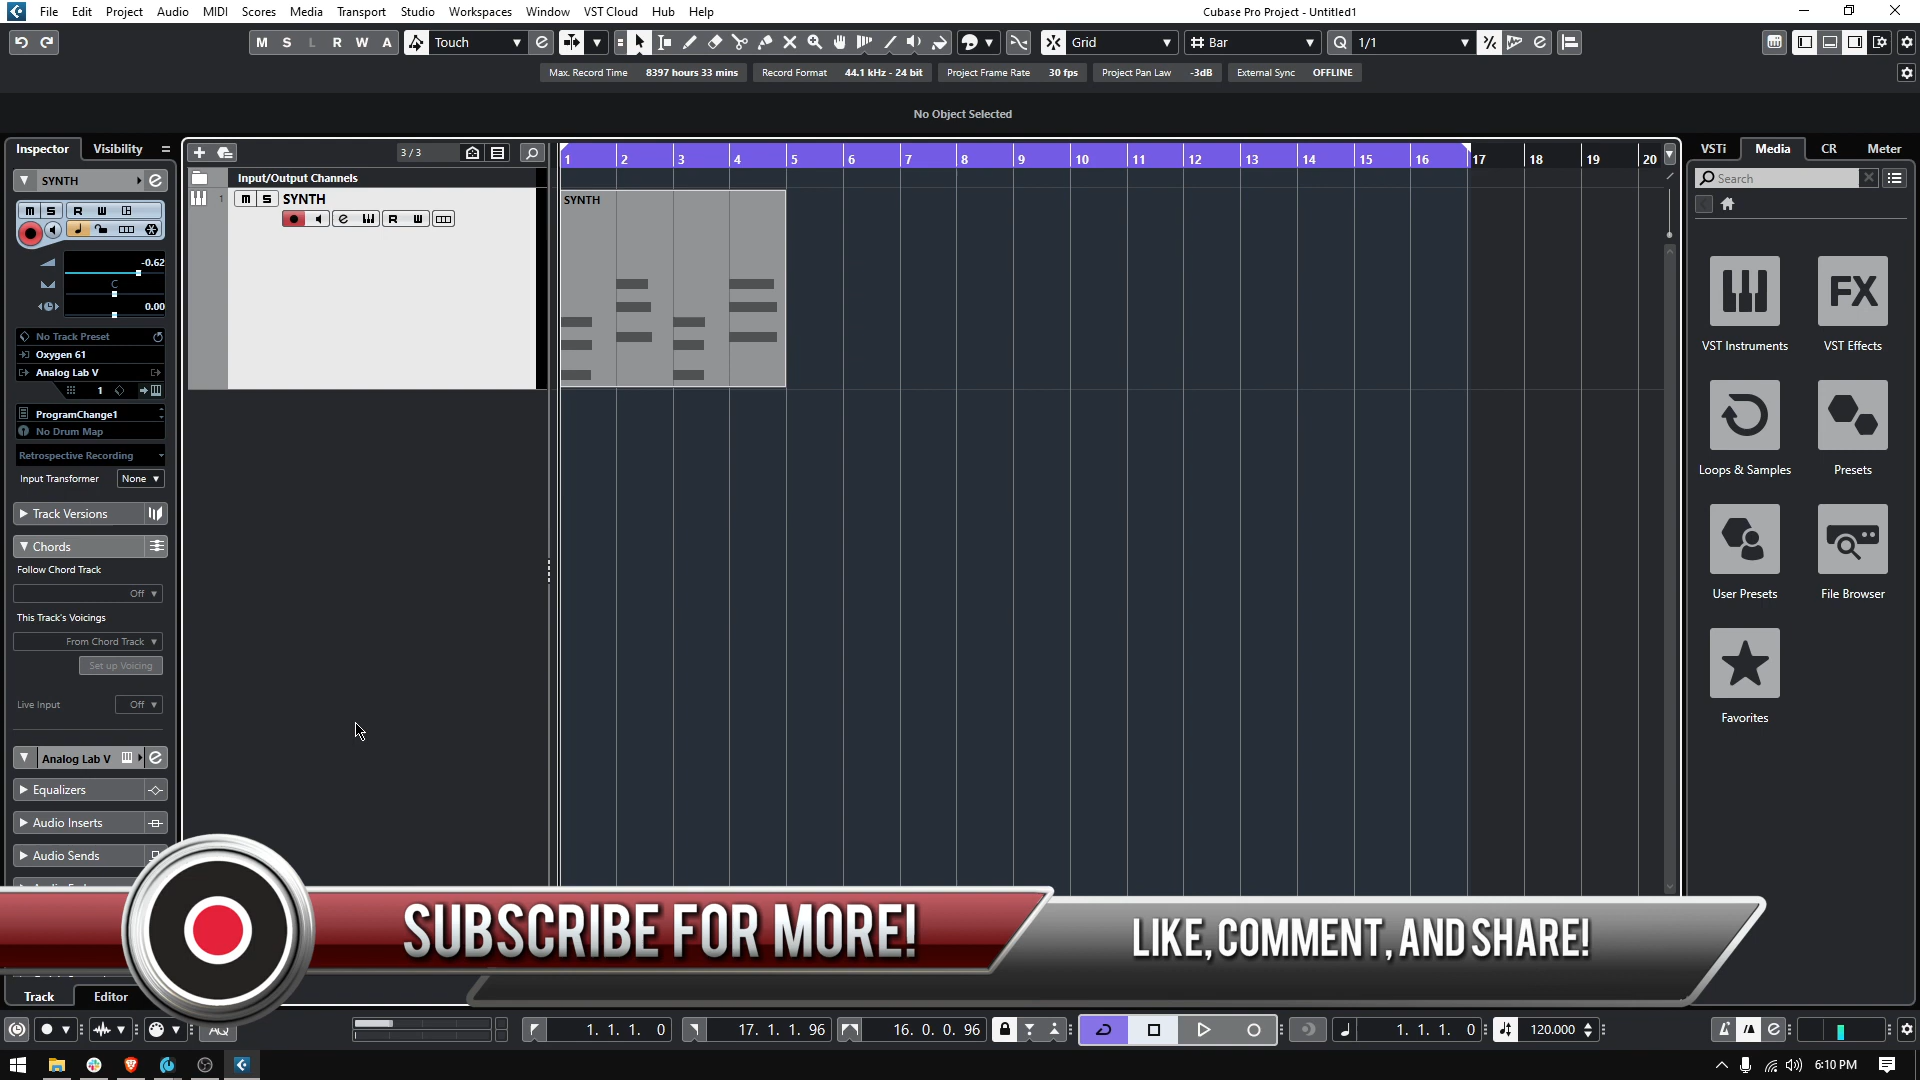 File Edit Project Audio MIDI Scores Media Transport Studio Workspaces Window VST Cloud Hub Help
Cubase Pro Project - Untitled1
M S L R W A Touch Grid Bar Q 1/1
Max. Record Time 8397 hours 33 mins Record Format 44.1 kHz - 24 bit Project Frame Rate 30 fps Project Pan Law -3dB External Sync OFFLINE
No Object Selected
Inspector Visibility
3 / 3
1 2 3 4 5 6 7 8 9 10 11 12 13 14 15 16 17 18 19 20
VSTi Media CR Meter
Search
Input/Output Channels
SYNTH
1 M S SYNTH
R W
SYNTH
M S R W
-0.62
C
0.00
No Track Preset
Oxygen 61
Analog Lab V
1
ProgramChange1
No Drum Map
Retrospective Recording
Input Transformer None
Track Versions
Chords
Follow Chord Track
Off
This Track's Voicings
From Chord Track
Set up Voicing
Live Input Off
Analog Lab V
Equalizers
Audio Inserts
Audio Sends
FX
VST Instruments VST Effects
Loops & Samples Presets
User Presets File Browser
Favorites
SUBSCRIBE FOR MORE!
LIKE, COMMENT, AND SHARE!
Track Editor
AQ
1. 1. 1. 0
17. 1. 1. 96
16. 0. 0. 96
1. 1. 1. 0
120.000
6:10 PM